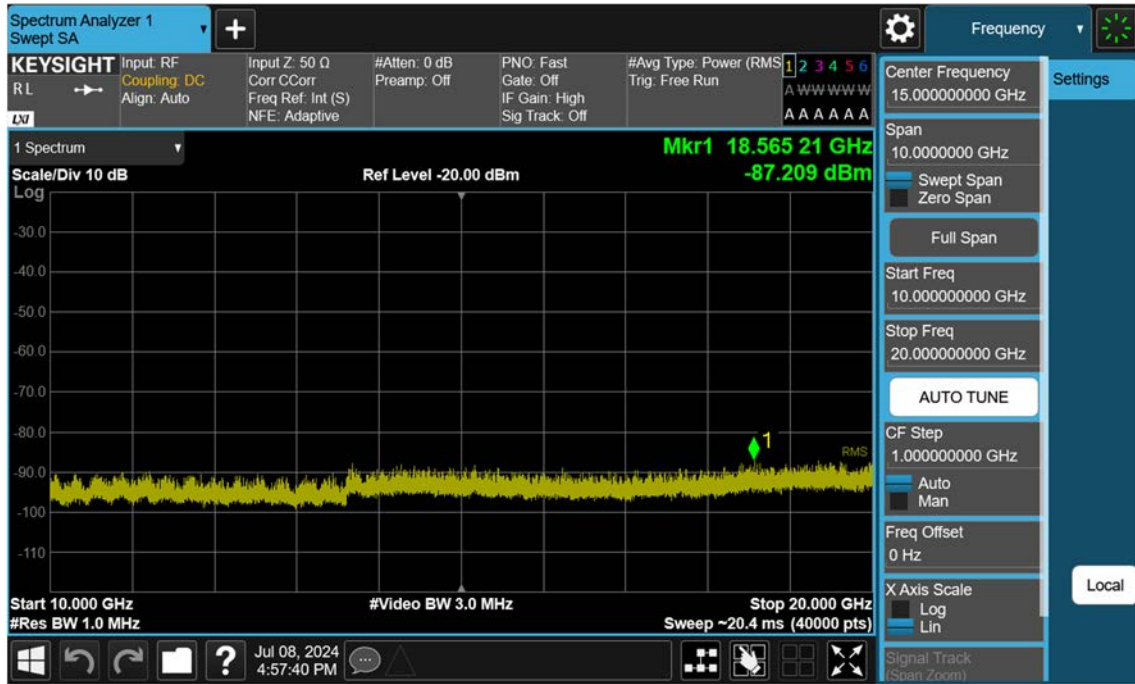 Spectrum Analyzer 1
Swept SA
+
Frequency
KEYSIGHT
RL
LXI
Input: RF
Coupling: DC
Align: Auto
Input Z: 50 Ω
Corr CCorr
Freq Ref: Int (S)
NFE: Adaptive
#Atten: 0 dB
Preamp: Off
PNO: Fast
Gate: Off
IF Gain: High
Sig Track: Off
#Avg Type: Power (RMS
Trig: Free Run
1 2 3 4 5 6
A W W W W W
A A A A A A
1 Spectrum
Mkr1 18.565 21 GHz
Scale/Div 10 dB
Ref Level -20.00 dBm
-87.209 dBm
Log
-30.0
-40.0
-50.0
-60.0
-70.0
-80.0
-90.0
-100
-110
1
RMS
Start 10.000 GHz
#Video BW 3.0 MHz
Stop 20.000 GHz
#Res BW 1.0 MHz
Sweep ~20.4 ms (40000 pts)
Center Frequency
15.000000000 GHz
Span
10.0000000 GHz
Swept Span
Zero Span
Full Span
Start Freq
10.000000000 GHz
Stop Freq
20.000000000 GHz
AUTO TUNE
CF Step
1.000000000 GHz
Auto
Man
Freq Offset
0 Hz
X Axis Scale
Log
Lin
Signal Track
(Span Zoom)
Settings
Local
?
Jul 08, 2024
4:57:40 PM